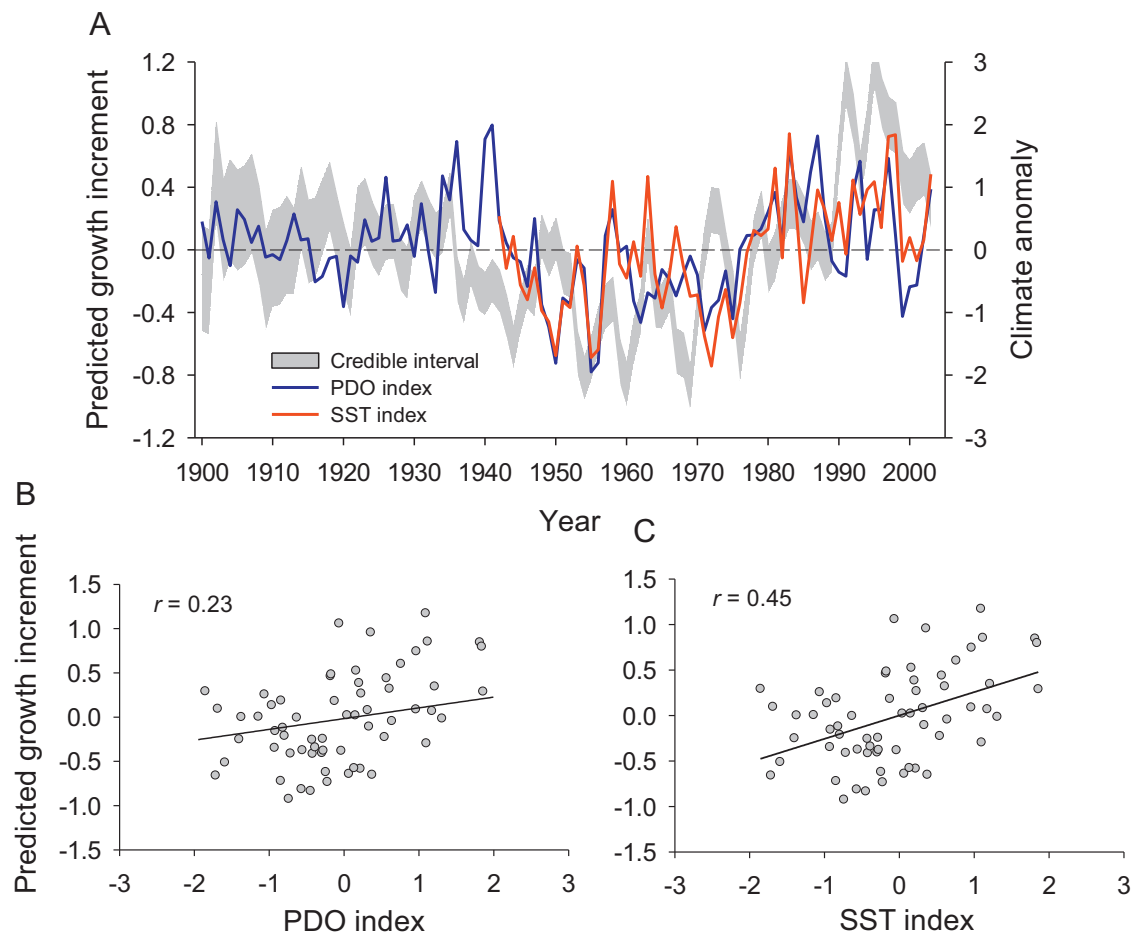 A
Predicted growth increment
1.2
0.8
0.4
0.0
-0.4
-0.8
-1.2
3
2
1
0
-1
-2
-3
Climate anomaly
Credible interval
PDO index
SST index
1900 1910 1920 1930 1940 1950 1960 1970 1980 1990 2000
Year
B
Predicted growth increment
1.5
1.0
0.5
0.0
-0.5
-1.0
-1.5
r = 0.23
-3 -2 -1 0 1 2 3
PDO index
C
1.5
1.0
0.5
0.0
-0.5
-1.0
-1.5
r = 0.45
-3 -2 -1 0 1 2 3
SST index